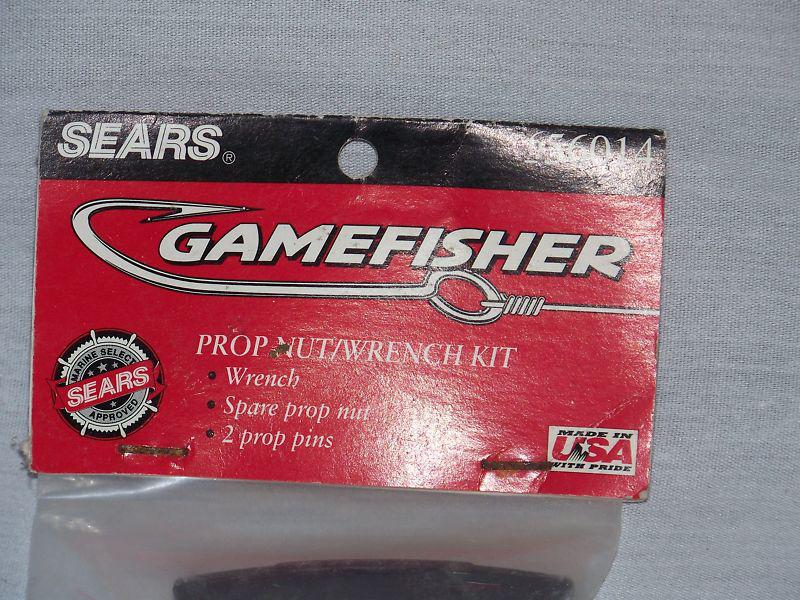 SEARS®
656014
GAMEFISHER
PROP NUT/WRENCH KIT
• Wrench
• Spare prop nut
• 2 prop pins
MARINE SELECT
SEARS
APPROVED
MADE IN
USA
WITH PRIDE